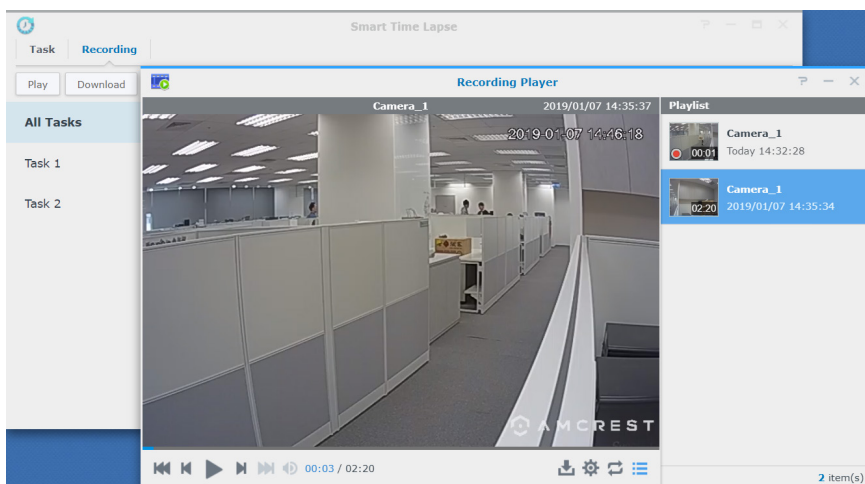 Smart Time Lapse
Task Recording
Play Download
Recording Player
All Tasks
Task 1
Task 2
Camera_1 2019/01/07 14:35:37
2019-01-07 14:46:18
AMCREST
00:03 / 02:20
Playlist
Camera_1
00:01 Today 14:32:28
Camera_1
02:20 2019/01/07 14:35:34
2 item(s)